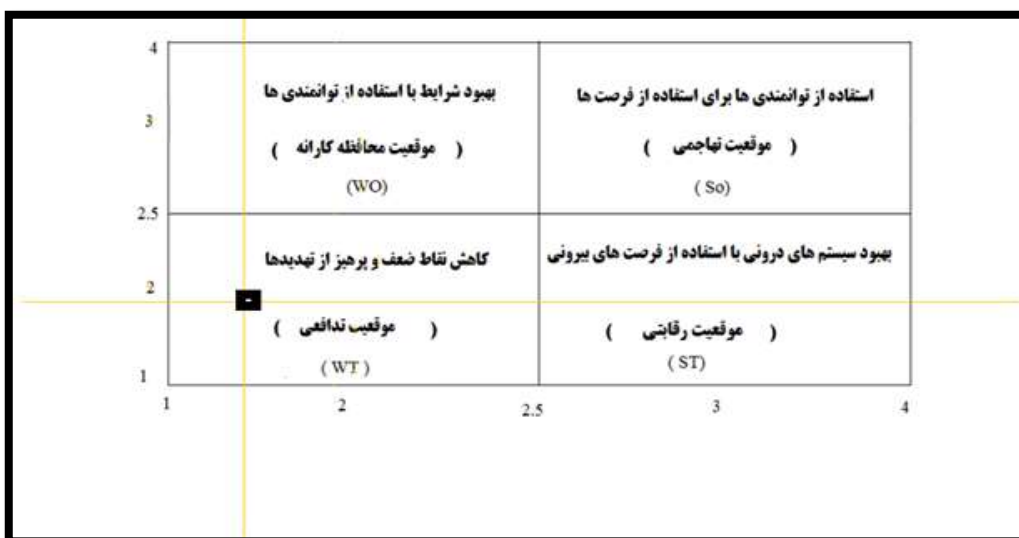 4
استفاده از توانمندی ها برای استفاده از فرصت ها
بهبود شرایط با استفاده از توانمندی ها
3
( موقعیت تهاجمی )
( موقعیت محافظه کارانه )
( So)
(WO)
2.5
بهبود سیستم های درونی با استفاده از فرصت های بیرونی
کاهش نقاط ضعف و پرهیز از تهدیدها
2
-
( موقعیت رقابتی )
( موقعیت تدافعی )
(ST)
( WT )
1
1 2 2.5 3 4